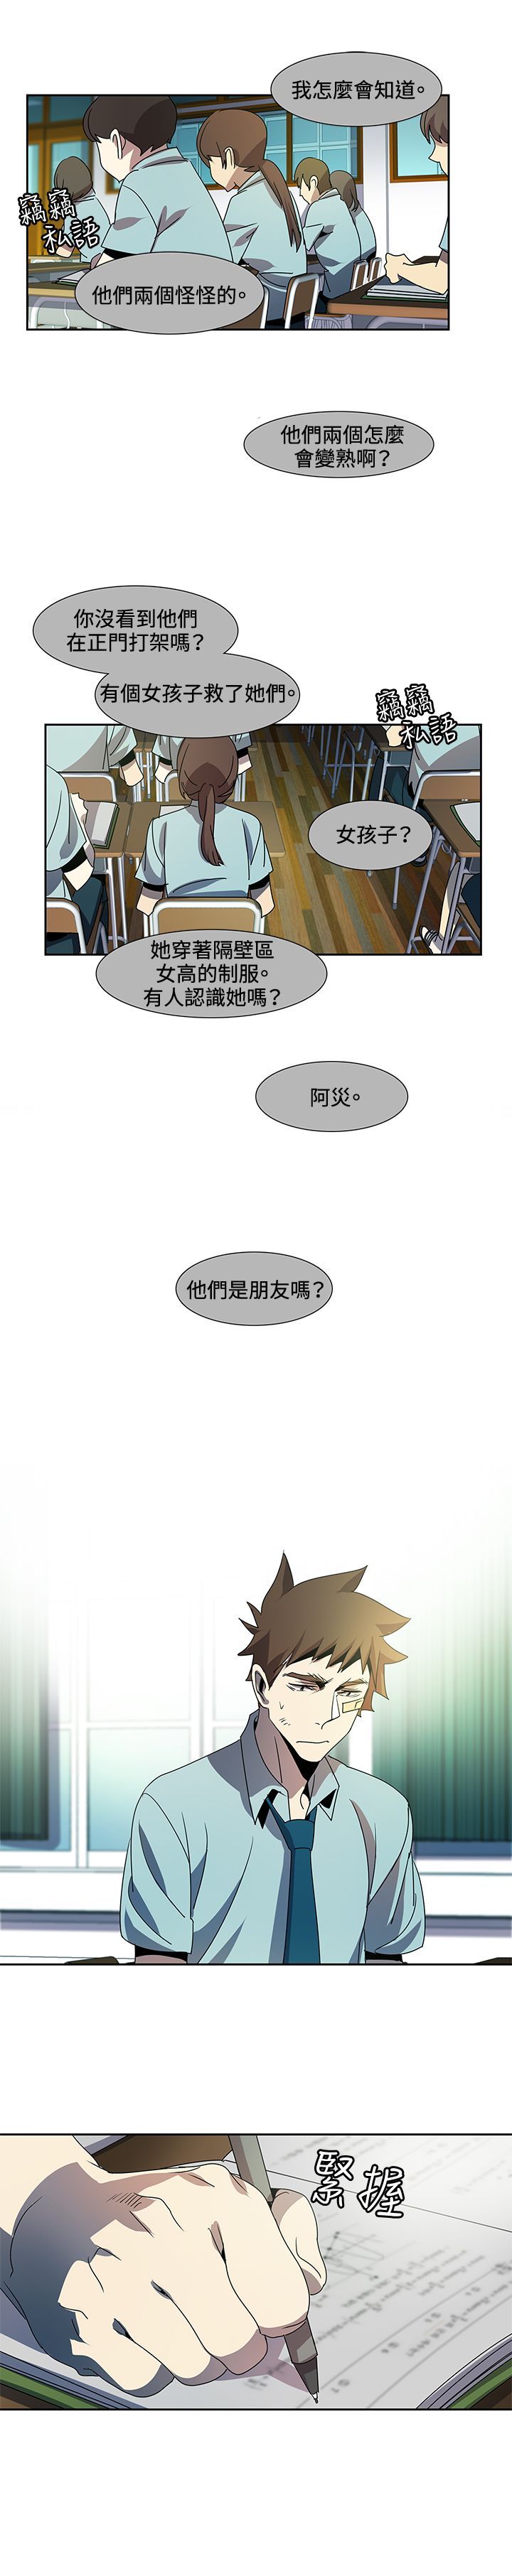 我怎麼會知道。
竊竊
私語
他們兩個怪怪的。
他們兩個怎麼
會變熟啊？
你沒看到他們
在正門打架嗎？
有個女孩子救了她們。
竊竊
私語
女孩子？
她穿著隔壁區
女高的制服。
有人認識她嗎？
阿災。
他們是朋友嗎？
緊握